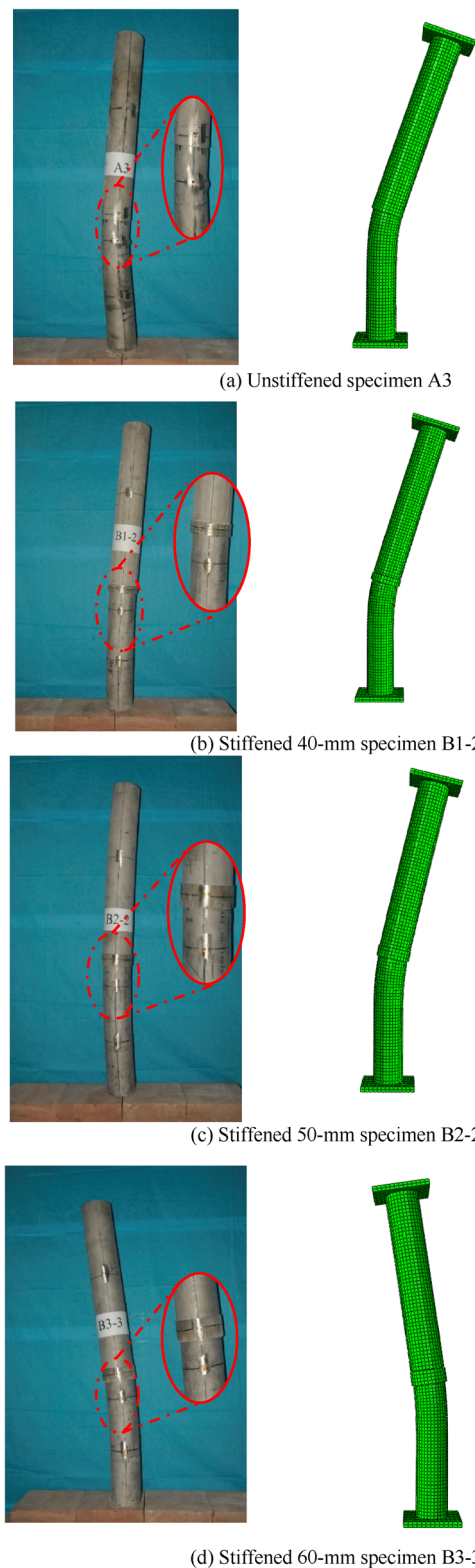 A3
(a) Unstiffened specimen A3
B1-2
(b) Stiffened 40-mm specimen B1-2
B2-2
(c) Stiffened 50-mm specimen B2-2
B3-3
(d) Stiffened 60-mm specimen B3-3